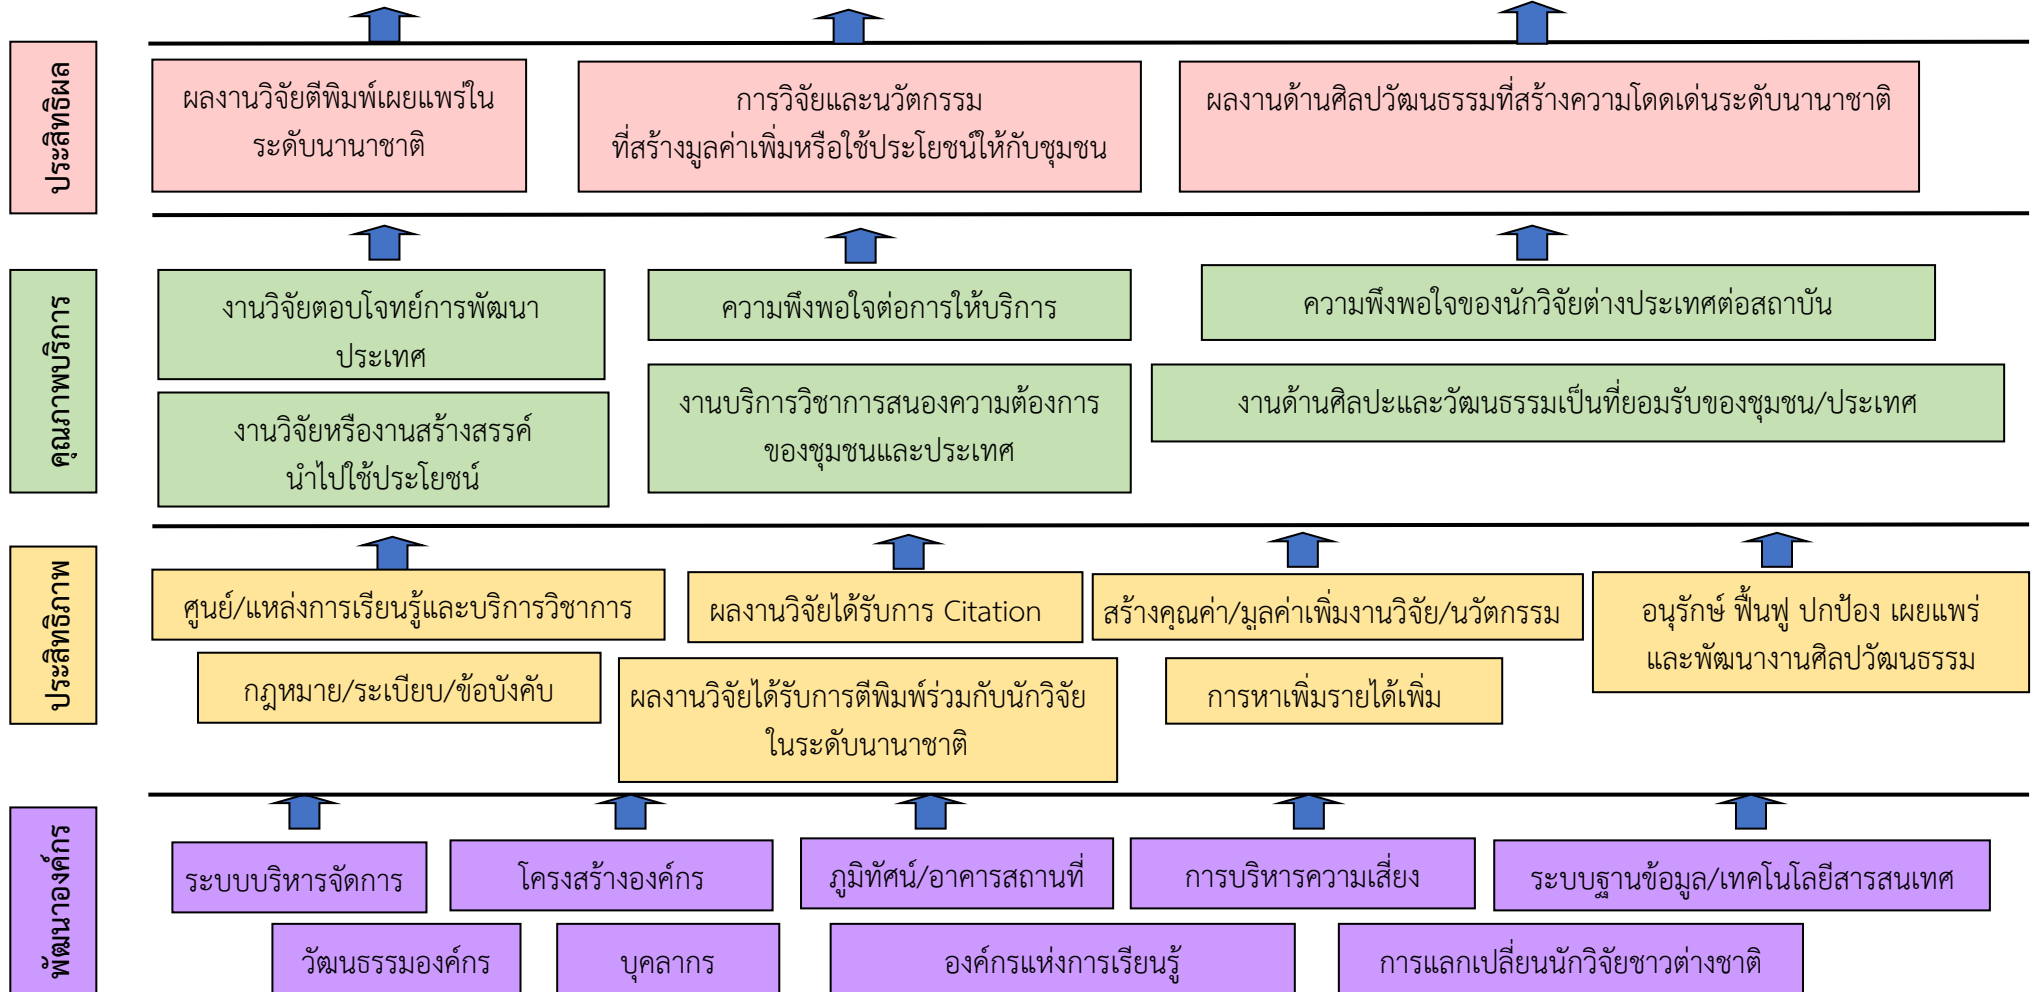 ประสิทธิผล
ผลงานวิจัยตีพิมพ์เผยแพร่ใน
ระดับนานาชาติ
การวิจัยและนวัตกรรม
ที่สร้างมูลค่าเพิ่มหรือใช้ประโยชน์ให้กับชุมชน
ผลงานด้านศิลปวัฒนธรรมที่สร้างความโดดเด่นระดับนานาชาติ
คุณภาพบริการ
งานวิจัยตอบโจทย์การพัฒนา
ประเทศ
ความพึงพอใจต่อการให้บริการ
ความพึงพอใจของนักวิจัยต่างประเทศต่อสถาบัน
งานวิจัยหรืองานสร้างสรรค์
นำไปใช้ประโยชน์
งานบริการวิชาการสนองความต้องการ
ของชุมชนและประเทศ
งานด้านศิลปะและวัฒนธรรมเป็นที่ยอมรับของชุมชน/ประเทศ
ประสิทธิภาพ
ศูนย์/แหล่งการเรียนรู้และบริการวิชาการ
ผลงานวิจัยได้รับการ Citation
สร้างคุณค่า/มูลค่าเพิ่มงานวิจัย/นวัตกรรม
อนุรักษ์ ฟื้นฟู ปกป้อง เผยแพร่
และพัฒนางานศิลปวัฒนธรรม
กฎหมาย/ระเบียบ/ข้อบังคับ
ผลงานวิจัยได้รับการตีพิมพ์ร่วมกับนักวิจัย
ในระดับนานาชาติ
การหาเพิ่มรายได้เพิ่ม
พัฒนาองค์กร
ระบบบริหารจัดการ
โครงสร้างองค์กร
ภูมิทัศน์/อาคารสถานที่
การบริหารความเสี่ยง
ระบบฐานข้อมูล/เทคโนโลยีสารสนเทศ
วัฒนธรรมองค์กร
บุคลากร
องค์กรแห่งการเรียนรู้
การแลกเปลี่ยนนักวิจัยชาวต่างชาติ